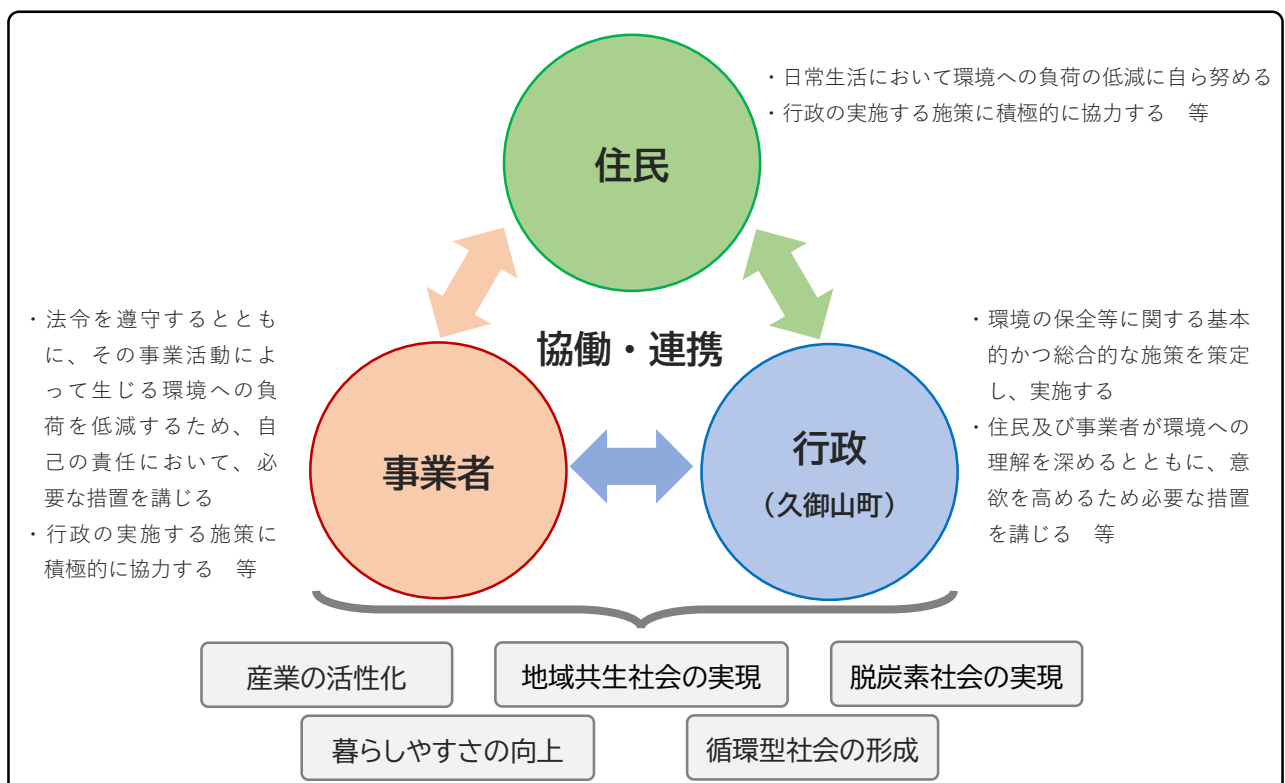 ・日常生活において環境への負荷の低減に自ら努める
・行政の実施する施策に積極的に協力する　等
住民
協働・連携
・法令を遵守するととも
に、その事業活動によ
って生じる環境への負
荷を低減するため、自
己の責任において、必
要な措置を講じる
・行政の実施する施策に
積極的に協力する　等
事業者
行政
（久御山町）
・環境の保全等に関する基本
的かつ総合的な施策を策定
し、実施する
・住民及び事業者が環境への
理解を深めるとともに、意
欲を高めるため必要な措置
を講じる　等
産業の活性化
地域共生社会の実現
脱炭素社会の実現
暮らしやすさの向上
循環型社会の形成